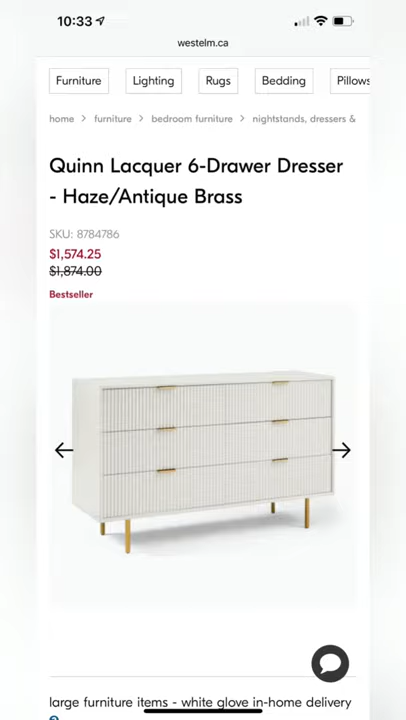 10:33
westelm.ca
Furniture
Lighting
Rugs
Bedding
Pillows
home > furniture > bedroom furniture > nightstands, dressers &
Quinn Lacquer 6-Drawer Dresser
- Haze/Antique Brass
SKU: 8784786
$1,574.25
$1,874.00
Bestseller
large furniture items - white glove in-home delivery